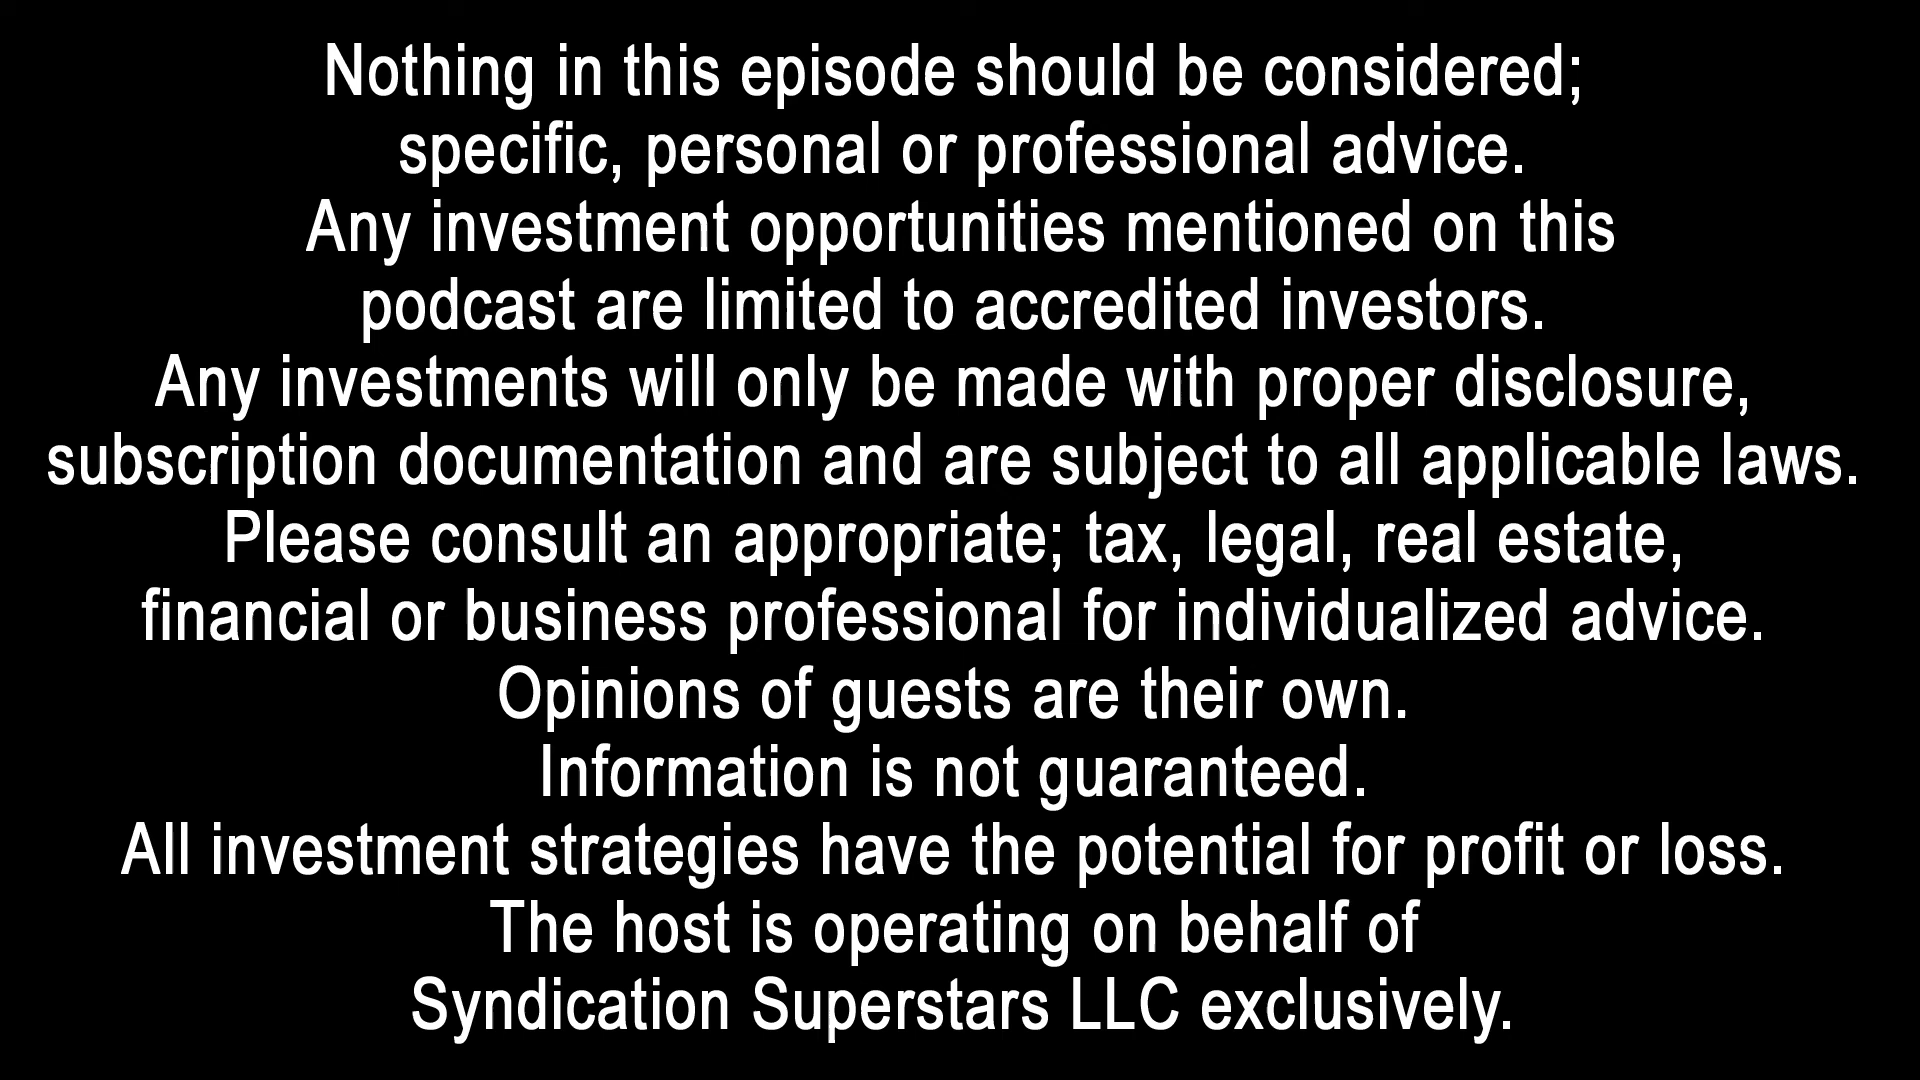 Nothing in this episode should be considered;
specific, personal or professional advice.
Any investment opportunities mentioned on this
podcast are limited to accredited investors.
Any investments will only be made with proper disclosure,
subscription documentation and are subject to all applicable laws.
Please consult an appropriate; tax, legal, real estate,
financial or business professional for individualized advice.
Opinions of guests are their own.
Information is not guaranteed.
All investment strategies have the potential for profit or loss.
The host is operating on behalf of
Syndication Superstars LLC exclusively.